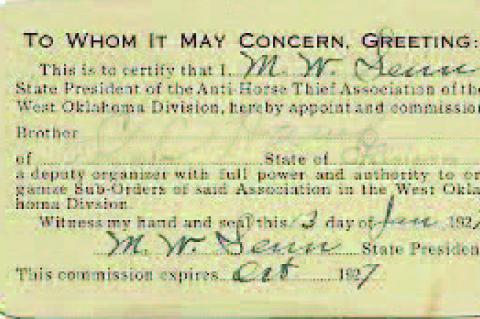 TO WHOM IT MAY CONCERN, GREETING:
This is to certify that I M. W. Senn
State President of the Anti-Horse Thief Association of the
West Oklahoma Division, hereby appoint and commission
Brother
of State of
a deputy organizer with full power and authority to or
ganize Sub-Orders of said Association in the West Okla
homa Divsion.
Witness my hand and seal this 3 day of Jan 192
M. W. Senn State Presiden
This commission expires Oct 1927